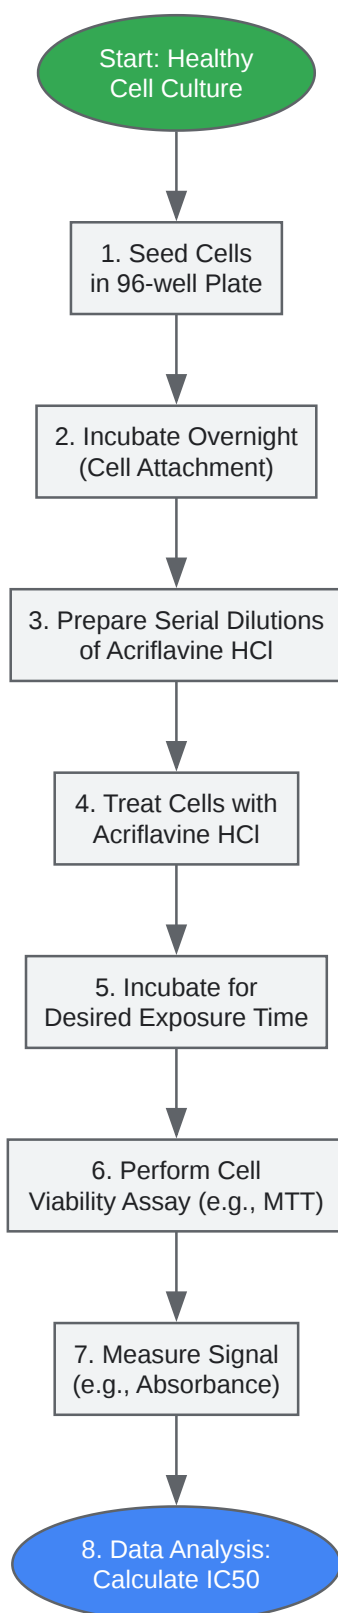 Start: Healthy
Cell Culture
1. Seed Cells
in 96-well Plate
2. Incubate Overnight
(Cell Attachment)
3. Prepare Serial Dilutions
of Acriflavine HCl
4. Treat Cells with
Acriflavine HCl
5. Incubate for
Desired Exposure Time
6. Perform Cell
Viability Assay (e.g., MTT)
7. Measure Signal
(e.g., Absorbance)
8. Data Analysis:
Calculate IC50